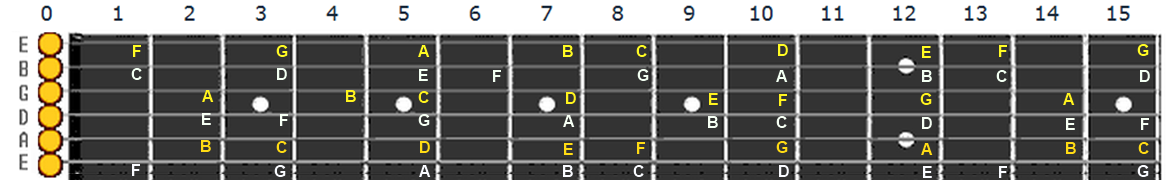 0 1 2 3 4 5 6 7 8 9 10 11 12 13 14 15
E F G A B C D E F G
B C D E F G A B C D
G A B C D E F G A
D E F G A B C D E F
A B C D E F G A B C
E F G A B C D E F G